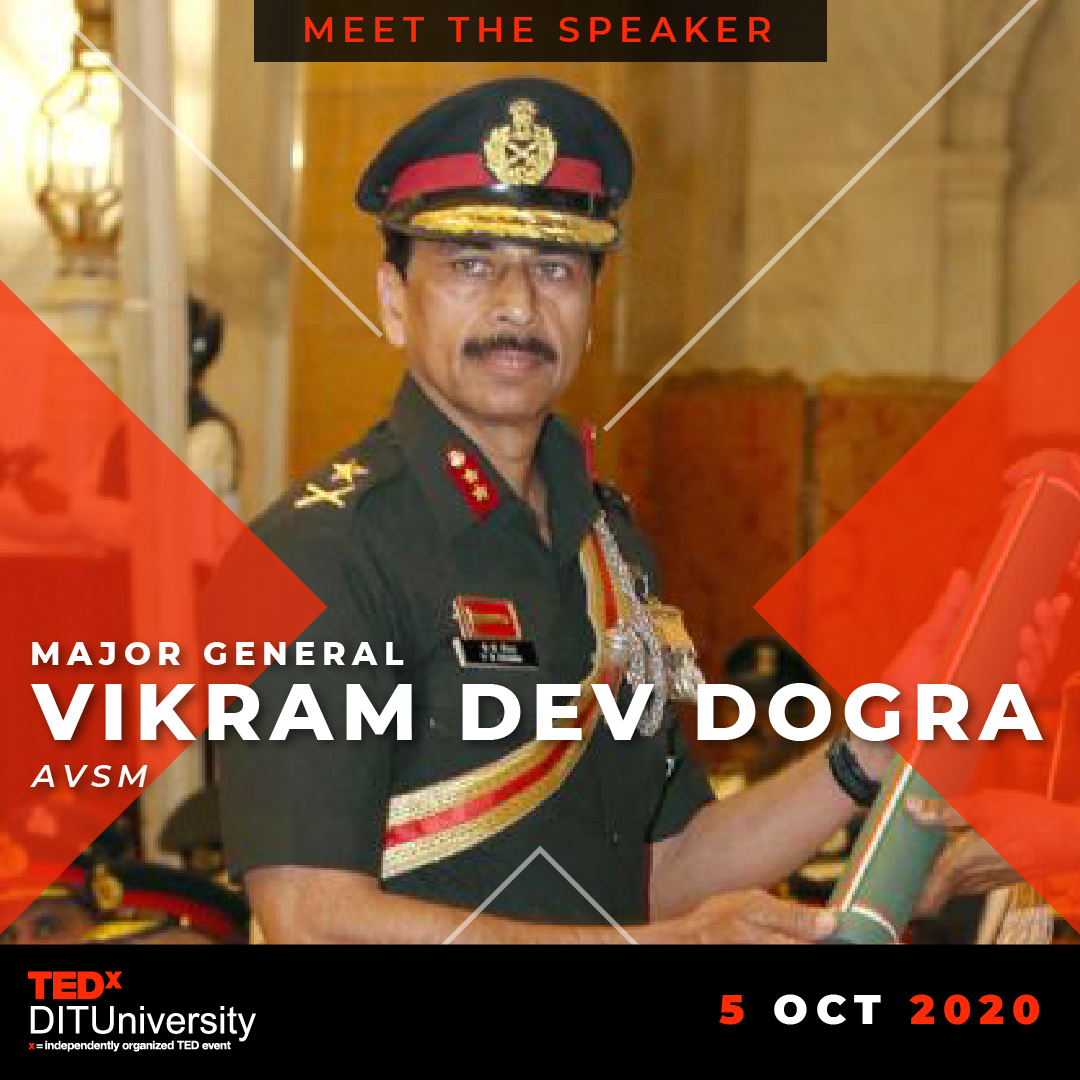 MEET THE SPEAKER
MAJOR GENERAL
VIKRAM DEV DOGRA
AVSM
TEDx
DITUniversity
x = independently organized TED event
5 OCT 2020